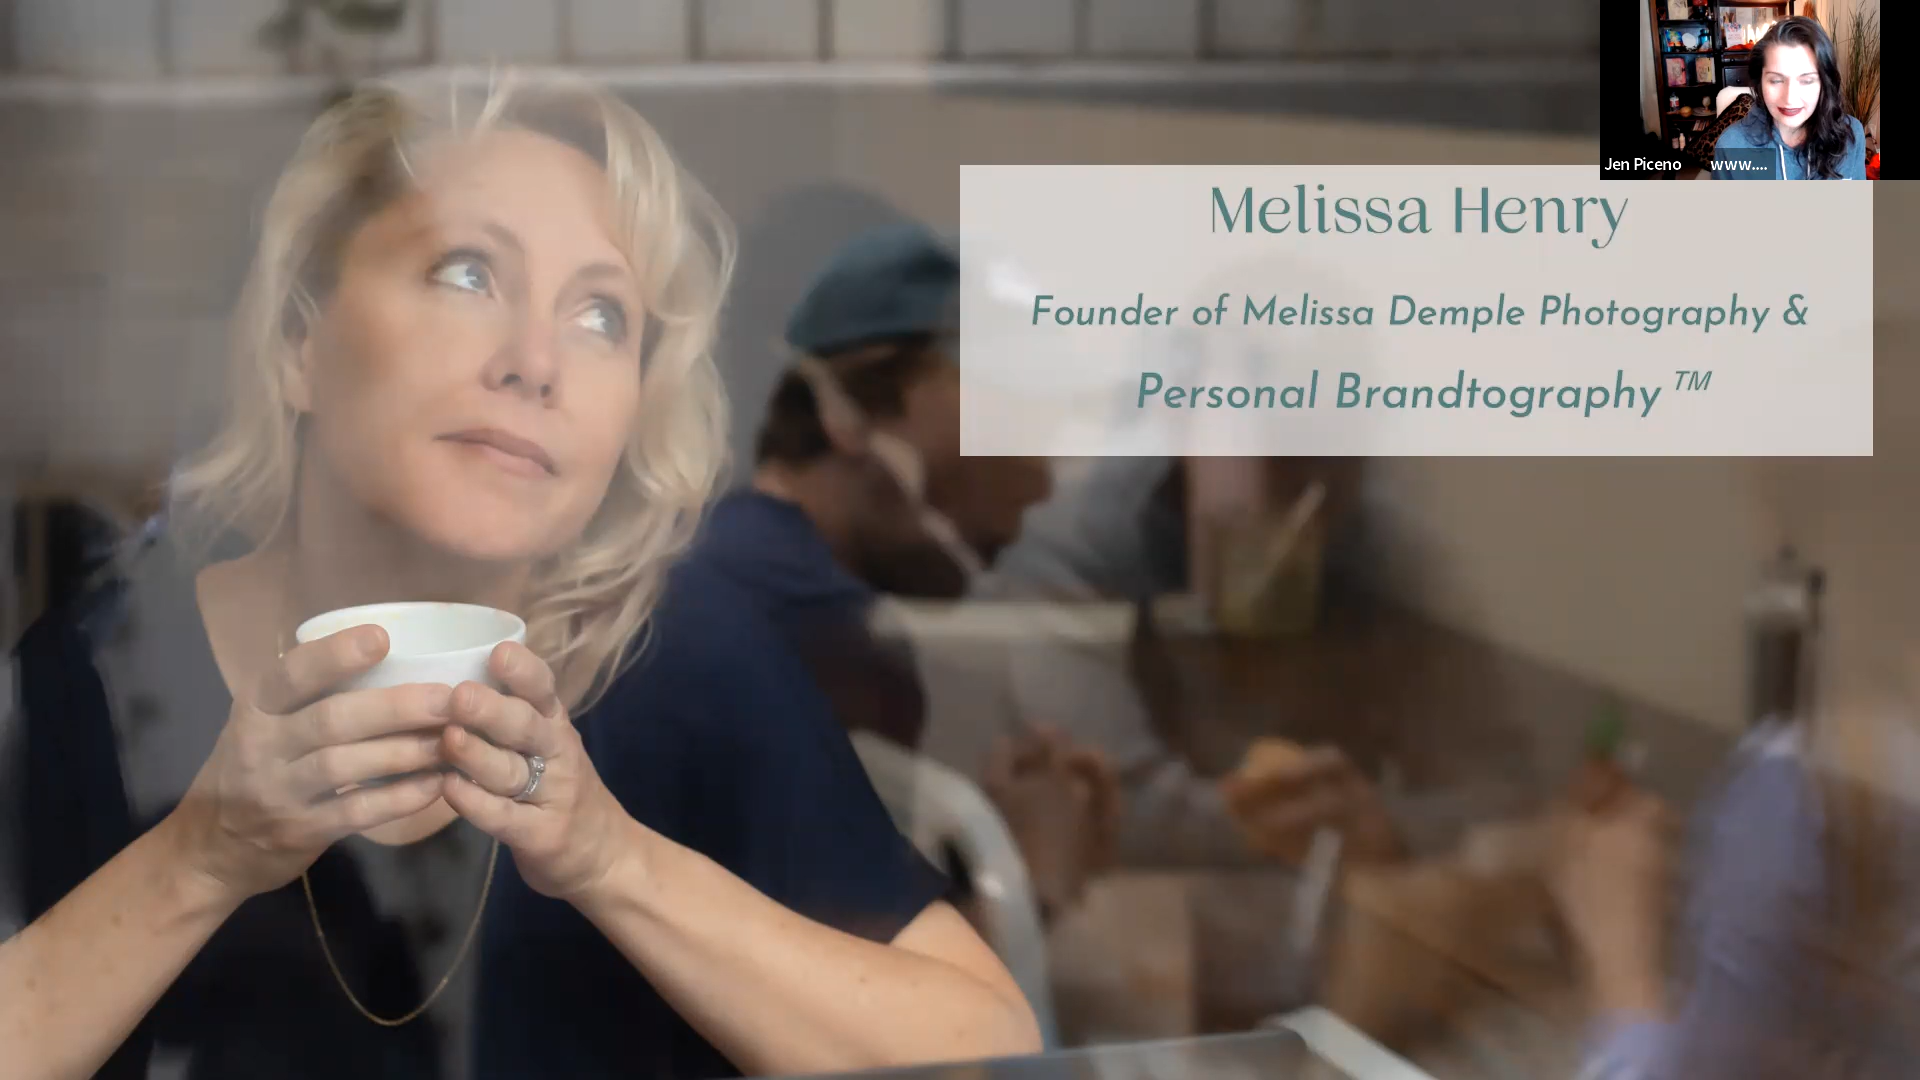 Jen Piceno www....
Melissa Henry
Founder of Melissa Demple Photography &
Personal Brandtography ™